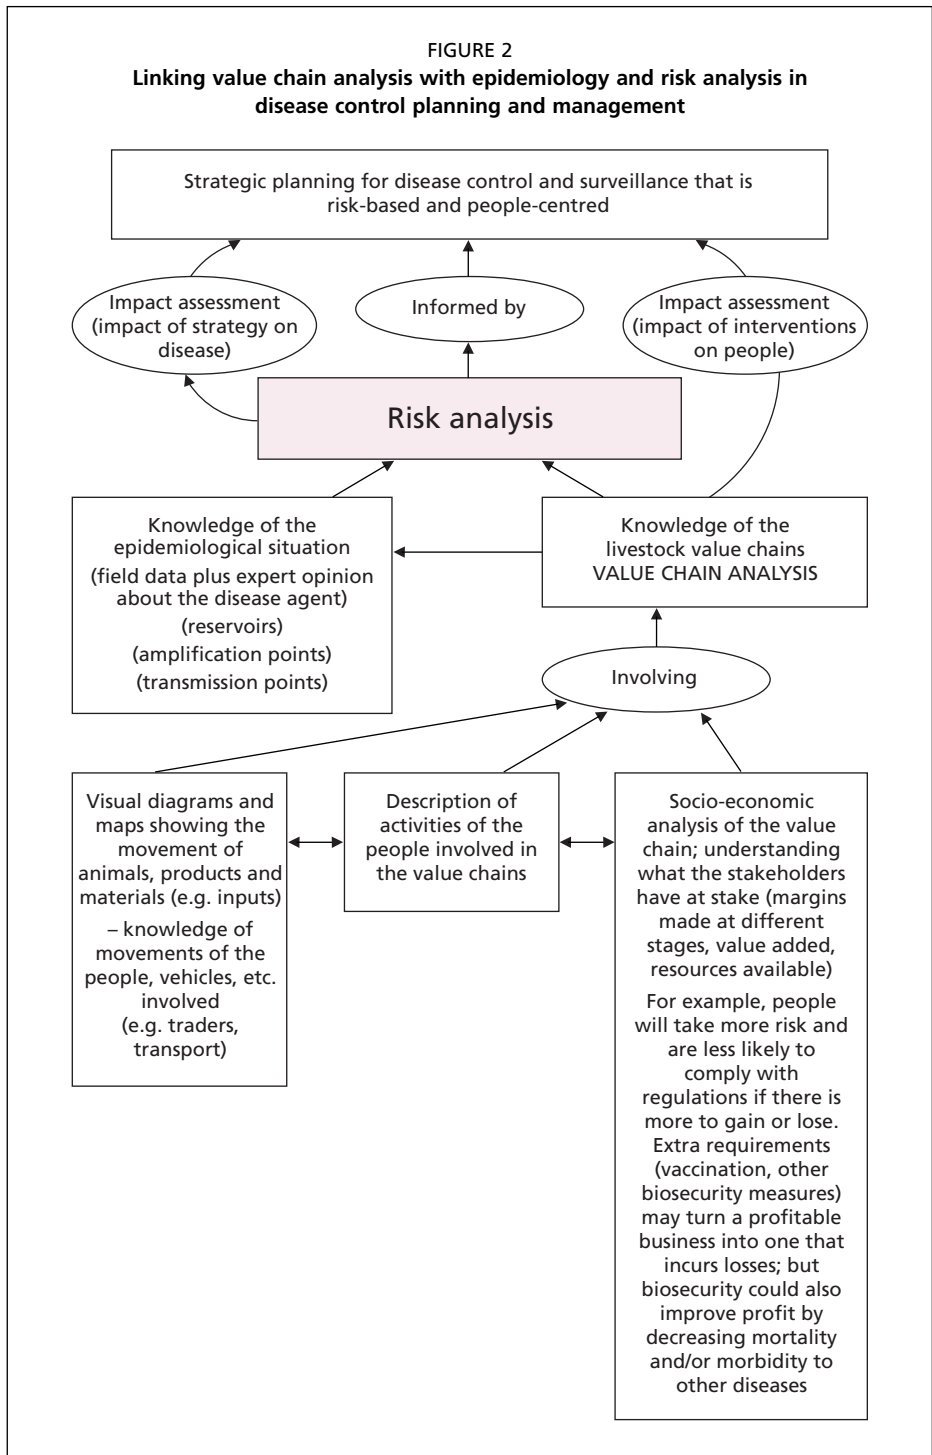 FIGURE 2
Linking value chain analysis with epidemiology and risk analysis in
disease control planning and management
Strategic planning for disease control and surveillance that is
risk-based and people-centred
Impact assessment
(impact of strategy on
disease)
Informed by
Impact assessment
(impact of interventions
on people)
Risk analysis
Knowledge of the
epidemiological situation
(field data plus expert opinion
about the disease agent)
(reservoirs)
(amplification points)
(transmission points)
Knowledge of the
livestock value chains
VALUE CHAIN ANALYSIS
Involving
Visual diagrams and
maps showing the
movement of
animals, products and
materials (e.g. inputs)
– knowledge of
movements of the
people, vehicles, etc.
involved
(e.g. traders,
transport)
Description of
activities of the
people involved in
the value chains
Socio-economic
analysis of the value
chain; understanding
what the stakeholders
have at stake (margins
made at different
stages, value added,
resources available)
For example, people
will take more risk and
are less likely to
comply with
regulations if there is
more to gain or lose.
Extra requirements
(vaccination, other
biosecurity measures)
may turn a profitable
business into one that
incurs losses; but
biosecurity could also
improve profit by
decreasing mortality
and/or morbidity to
other diseases